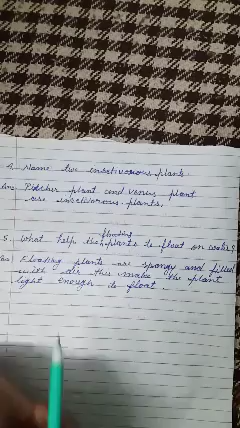 4. Name two insectivorous plants.
Ans Pitcher plant and venus plant
are insectivorous plants.
floating
5. What help the plants to float on water?
Ans Floading plants are spongy and filled
with air this make the plant
light enough to float